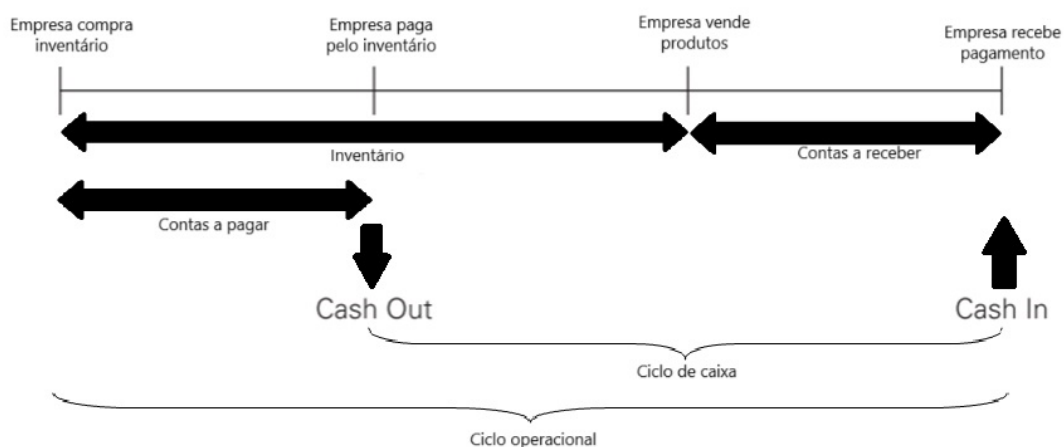 Empresa compra
inventário
Empresa paga
pelo inventário
Empresa vende
produtos
Empresa recebe
pagamento
Inventário
Contas a receber
Contas a pagar
Cash Out
Cash In
Ciclo de caixa
Ciclo operacional